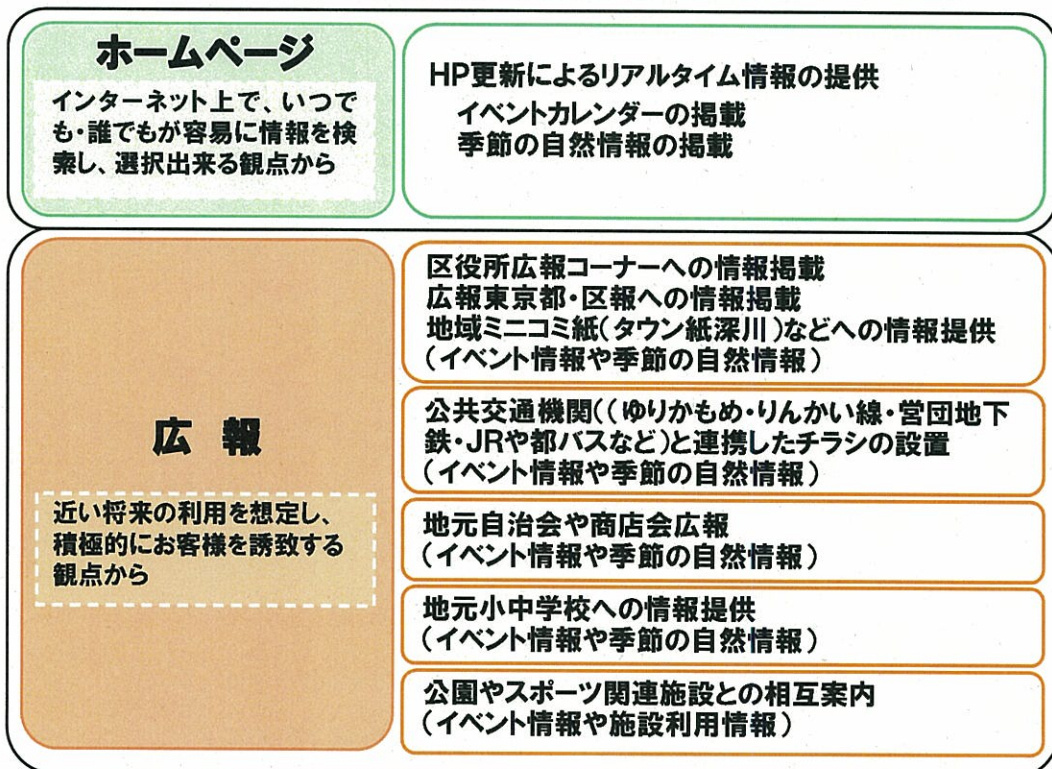 ホームページ
インターネット上で、いつで
も・誰でもが容易に情報を検
索し、選択出来る観点から
HP更新によるリアルタイム情報の提供
イベントカレンダーの掲載
季節の自然情報の掲載
広 報
近い将来の利用を想定し、
積極的にお客様を誘致する
観点から
区役所広報コーナーへの情報掲載
広報東京都・区報への情報掲載
地域ミニコミ紙(タウン紙深川)などへの情報提供
(イベント情報や季節の自然情報)
公共交通機関((ゆりかもめ・りんかい線・営団地下
鉄・JRや都バスなど)と連携したチラシの設置
(イベント情報や季節の自然情報)
地元自治会や商店会広報
(イベント情報や季節の自然情報)
地元小中学校への情報提供
(イベント情報や季節の自然情報)
公園やスポーツ関連施設との相互案内
(イベント情報や施設利用情報)